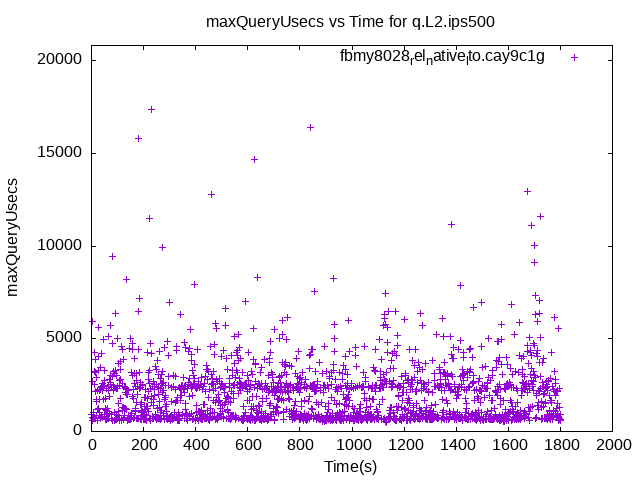 maxQueryUsecs vs Time for q.L2.ips500
fbmy8028relnativelto.cay9c1g
20000
15000
10000
5000
0
maxQueryUsecs
0 200 400 600 800 1000 1200 1400 1600 1800 2000
Time(s)